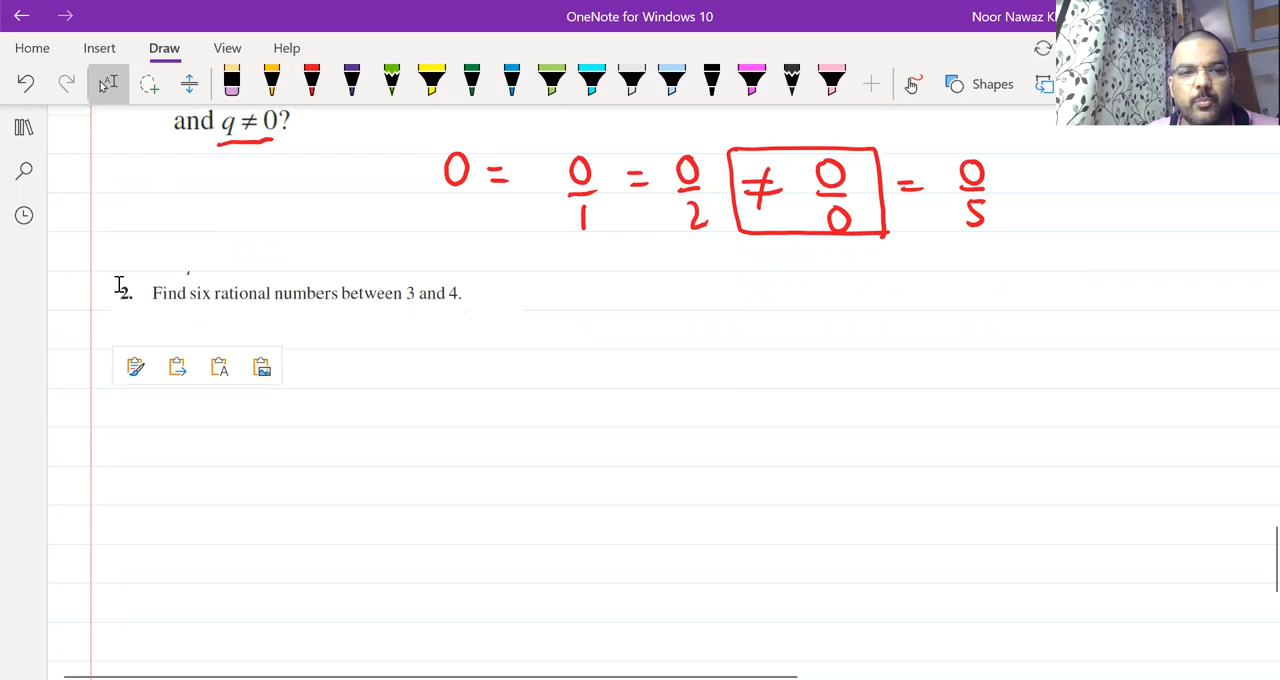 OneNote for Windows 10
Noor Nawaz K
Home Insert Draw View Help
Shapes
and q ≠ 0?
0 = 0/1 = 0/2 ≠ 0/0 = 0/5
2. Find six rational numbers between 3 and 4.